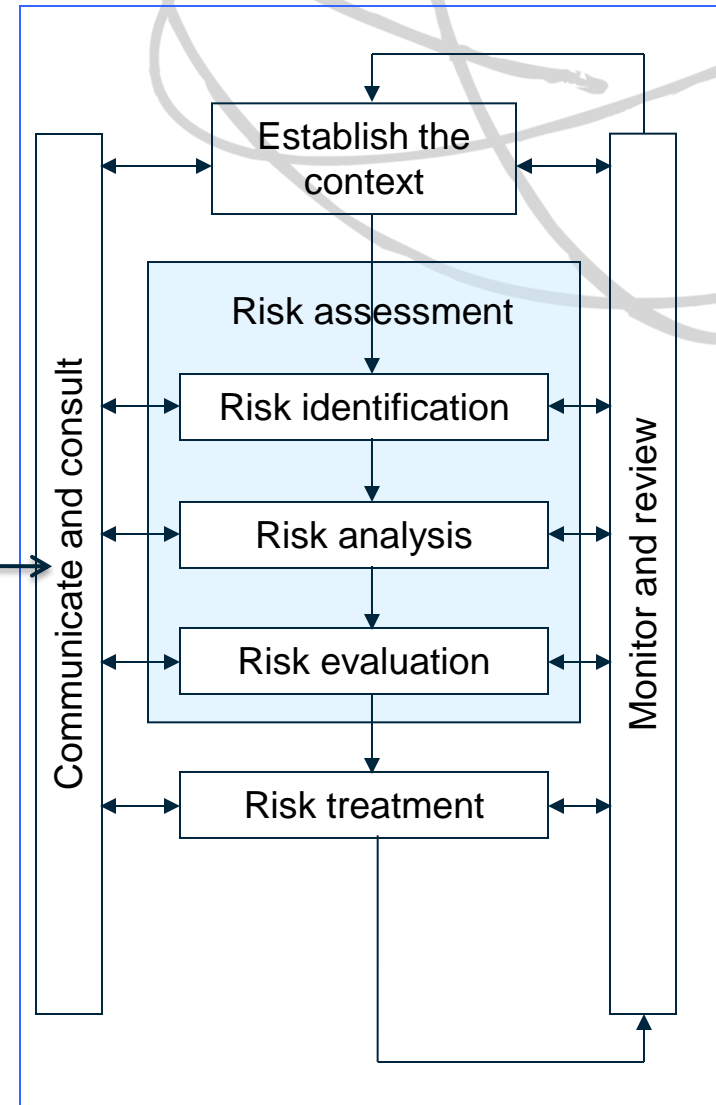 Establish the
context
Risk assessment
Risk identification
Risk analysis
Risk evaluation
Risk treatment
Communicate and consult
Monitor and review